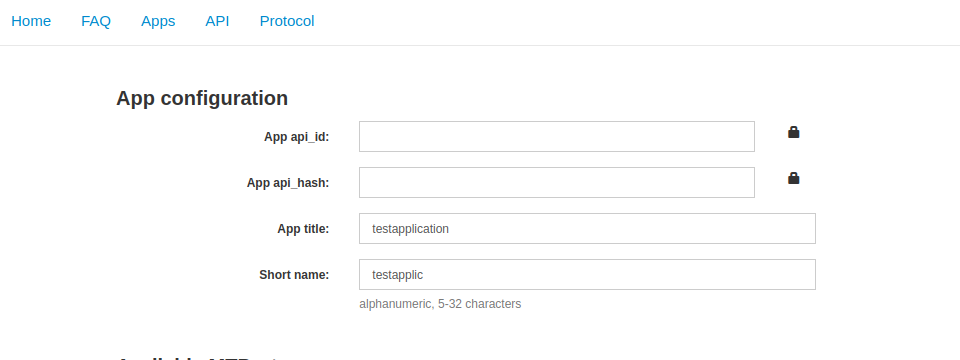 Home FAQ Apps API Protocol
App configuration
App api_id:
App api_hash:
App title: testapplication
Short name: testapplic
alphanumeric, 5-32 characters